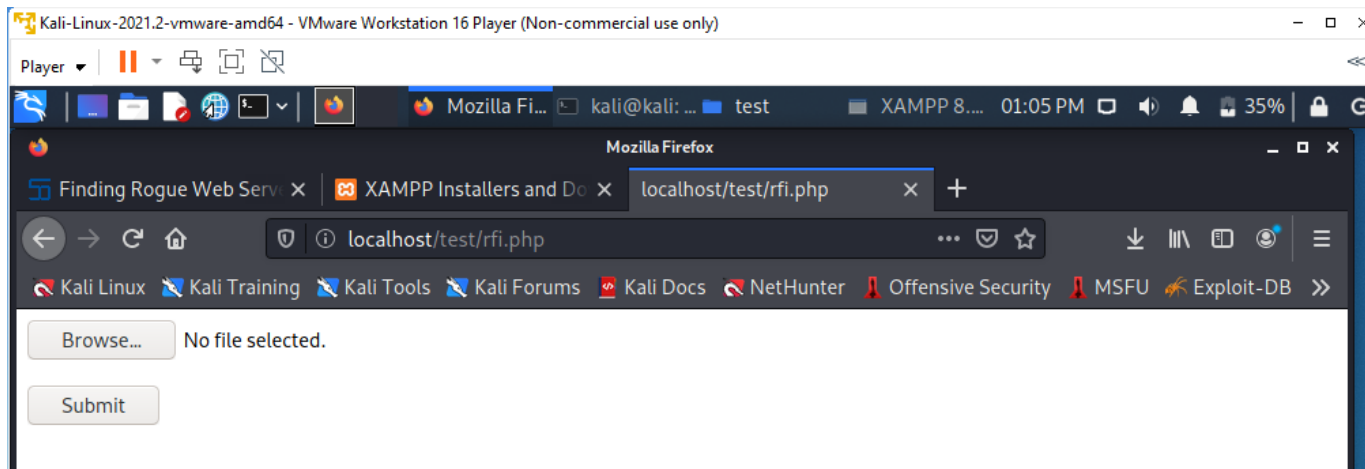 Kali-Linux-2021.2-vmware-amd64 - VMware Workstation 16 Player (Non-commercial use only)
Player
Mozilla Fi... kali@kali: ... test XAMPP 8.... 01:05 PM 35%
Mozilla Firefox
Finding Rogue Web Serv XAMPP Installers and Do localhost/test/rfi.php
localhost/test/rfi.php
Kali Linux Kali Training Kali Tools Kali Forums Kali Docs NetHunter Offensive Security MSFU Exploit-DB
Browse... No file selected.
Submit